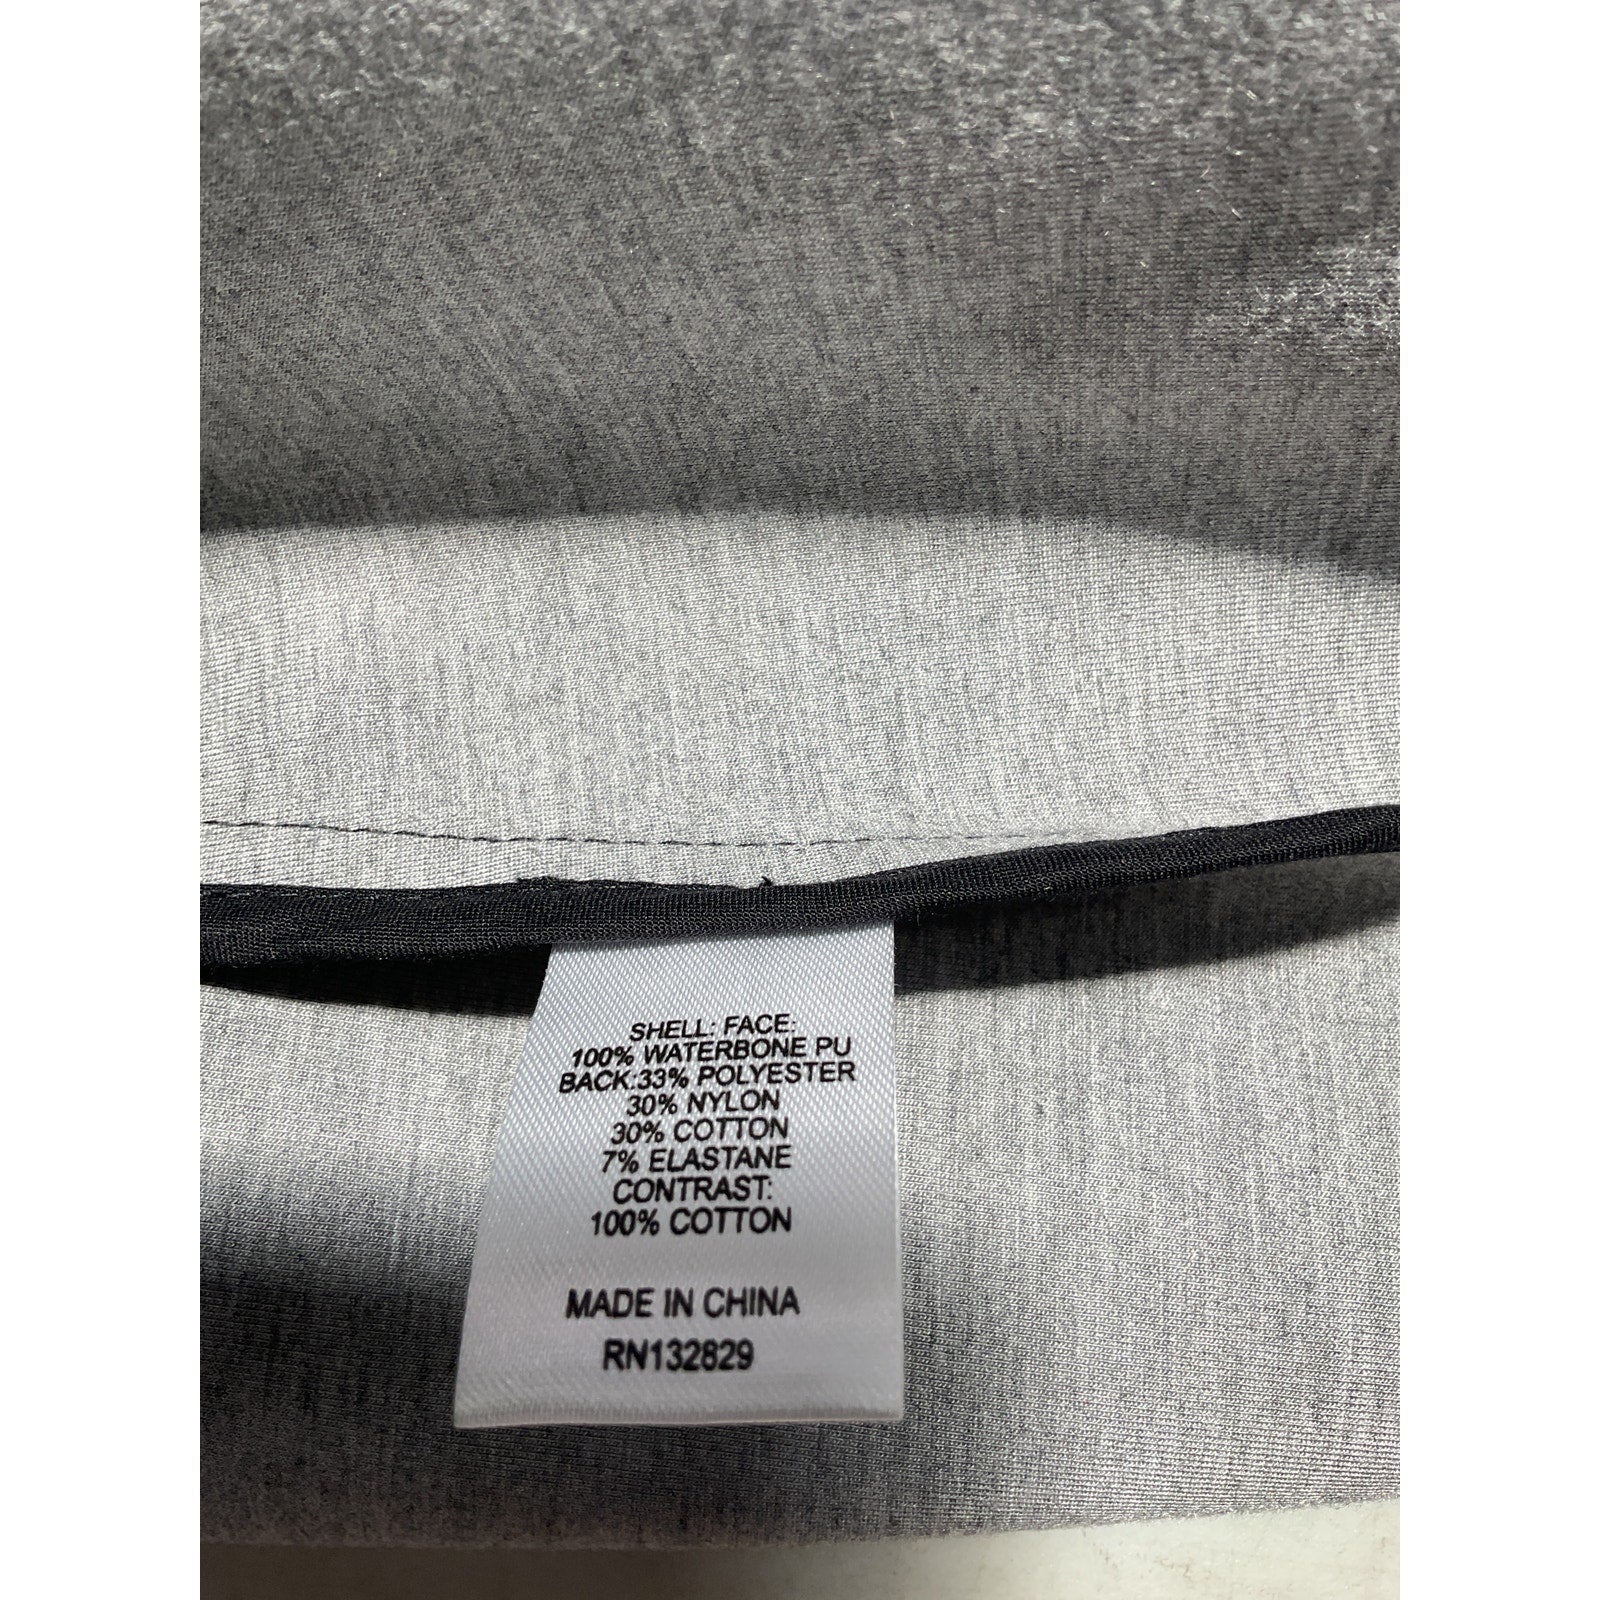 SHELL: FACE:
100% WATERBONE PU
BACK:33% POLYESTER
30% NYLON
30% COTTON
7% ELASTANE
CONTRAST:
100% COTTON
MADE IN CHINA
RN132829